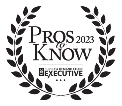 PROS 2023
to
KNOW
EXECUTIVE